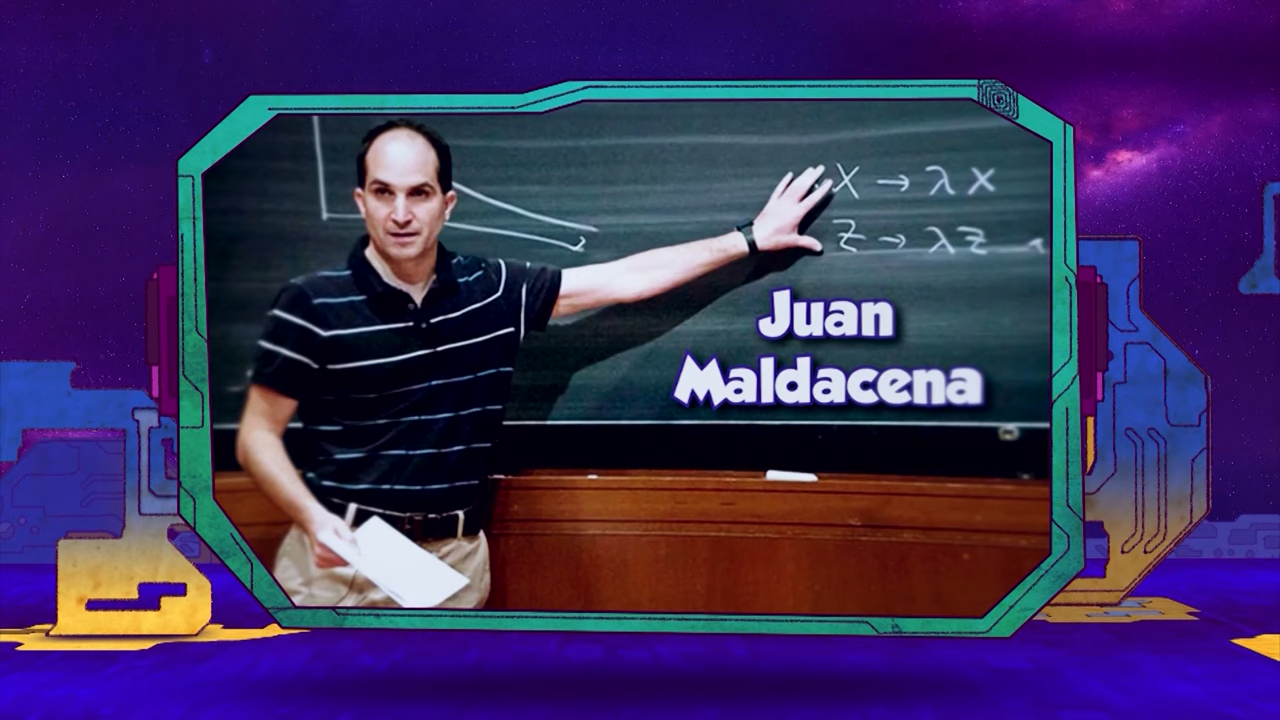 X → λ X
Z → λ Z
Juan
Maldacena